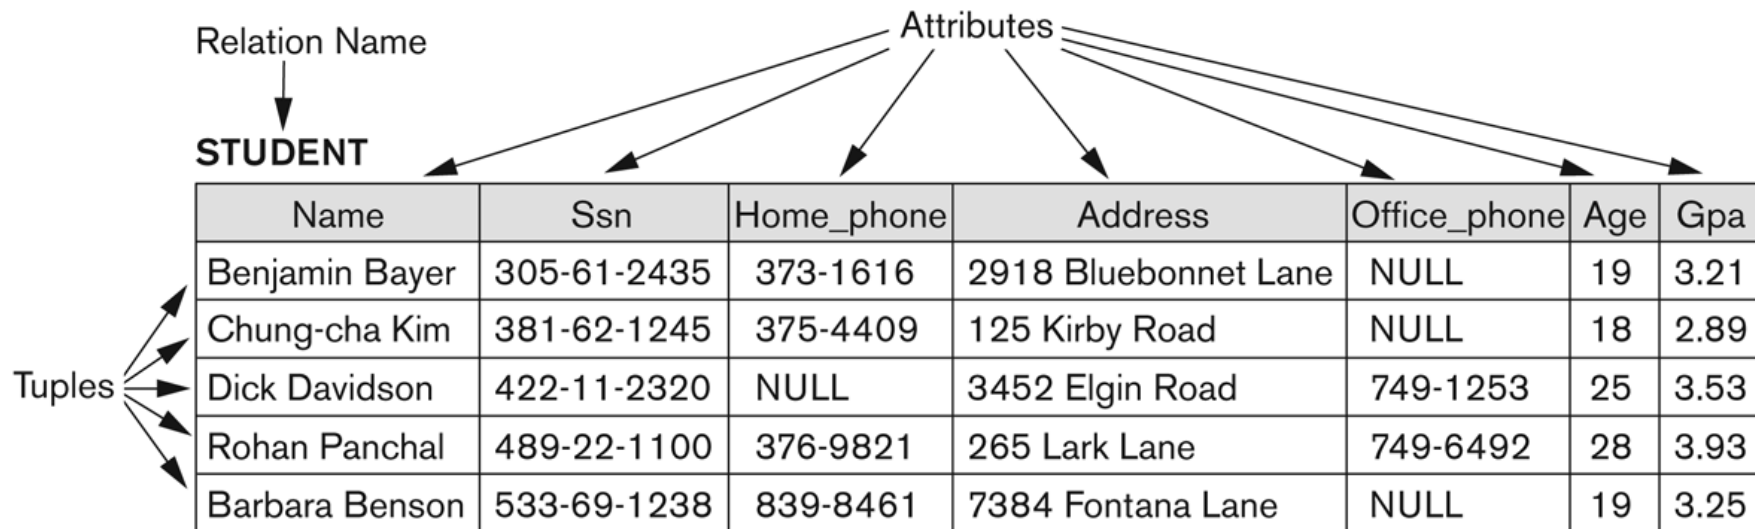 Attributes
Relation Name
STUDENT
Name Ssn Home_phone Address Office_phone Age Gpa
Benjamin Bayer 305-61-2435 373-1616 2918 Bluebonnet Lane NULL 19 3.21
Chung-cha Kim 381-62-1245 375-4409 125 Kirby Road NULL 18 2.89
Tuples Dick Davidson 422-11-2320 NULL 3452 Elgin Road 749-1253 25 3.53
Rohan Panchal 489-22-1100 376-9821 265 Lark Lane 749-6492 28 3.93
Barbara Benson 533-69-1238 839-8461 7384 Fontana Lane NULL 19 3.25